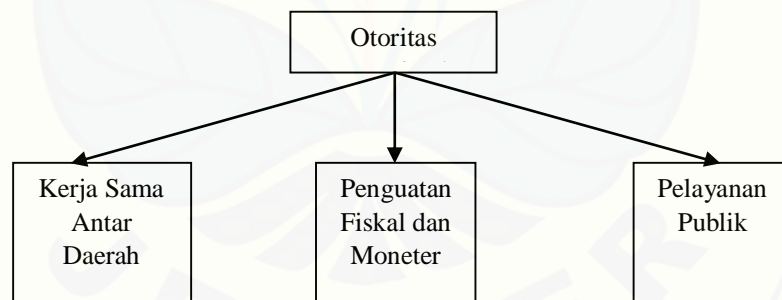 Otoritas
Kerja Sama
Antar
Daerah
Penguatan
Fiskal dan
Moneter
Pelayanan
Publik